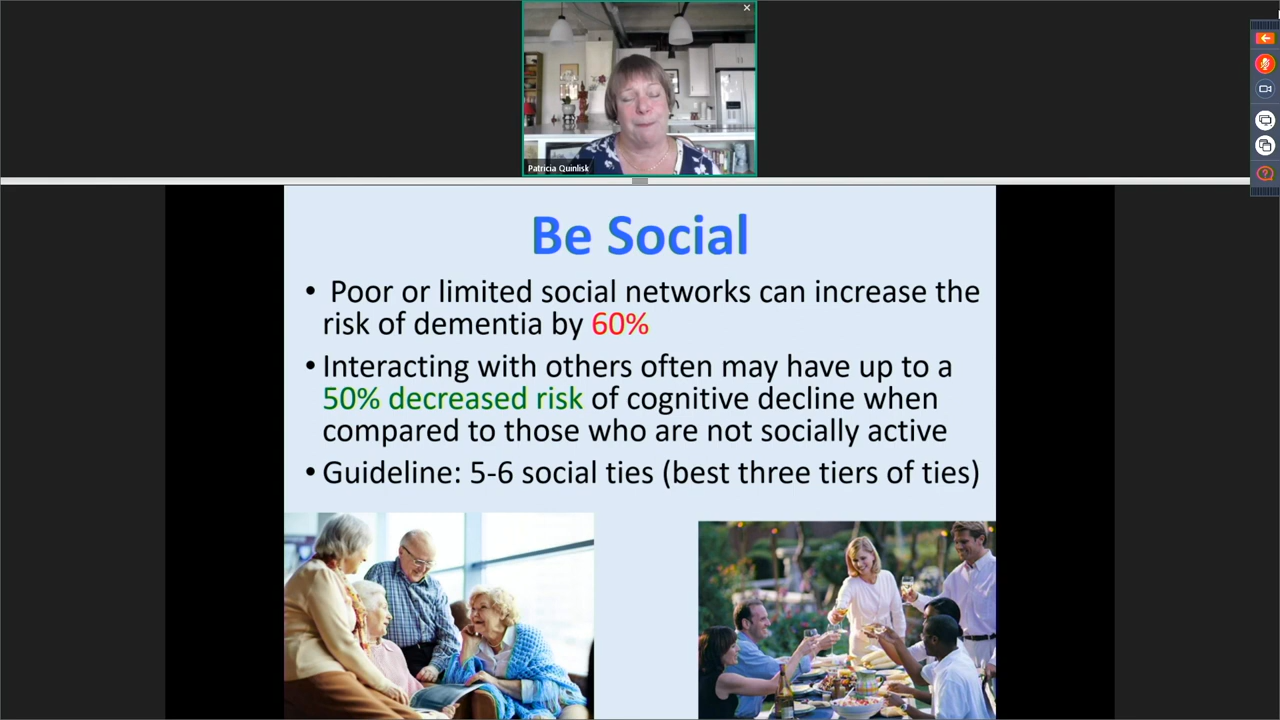 Patricia Quinlisk
Be Social
• Poor or limited social networks can increase the
risk of dementia by 60%
• Interacting with others often may have up to a
50% decreased risk of cognitive decline when
compared to those who are not socially active
• Guideline: 5-6 social ties (best three tiers of ties)